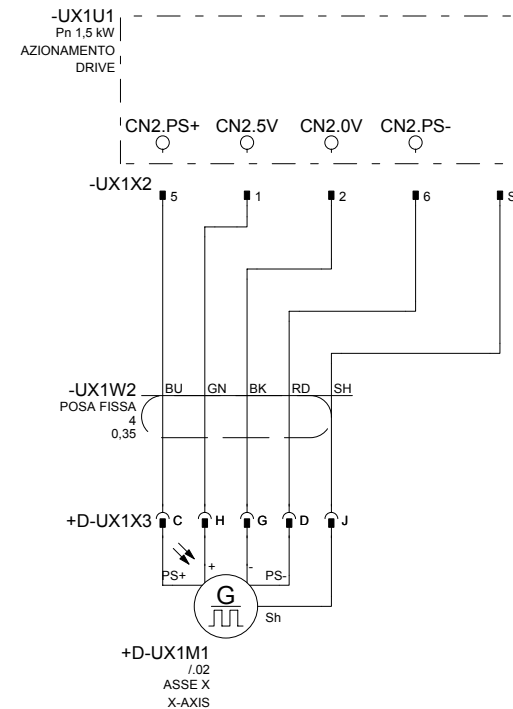 -UX1U1
Pn 1,5 kW
AZIONAMENTO
DRIVE
CN2.PS+ CN2.5V CN2.0V CN2.PS-
-UX1X2
5 1 2 6 S
-UX1W2 BU GN BK RD SH
POSA FISSA
4
0,35
+D-UX1X3 C H G D J
PS+ + - PS-
G
Sh
+D-UX1M1
/.02
ASSE X
X-AXIS